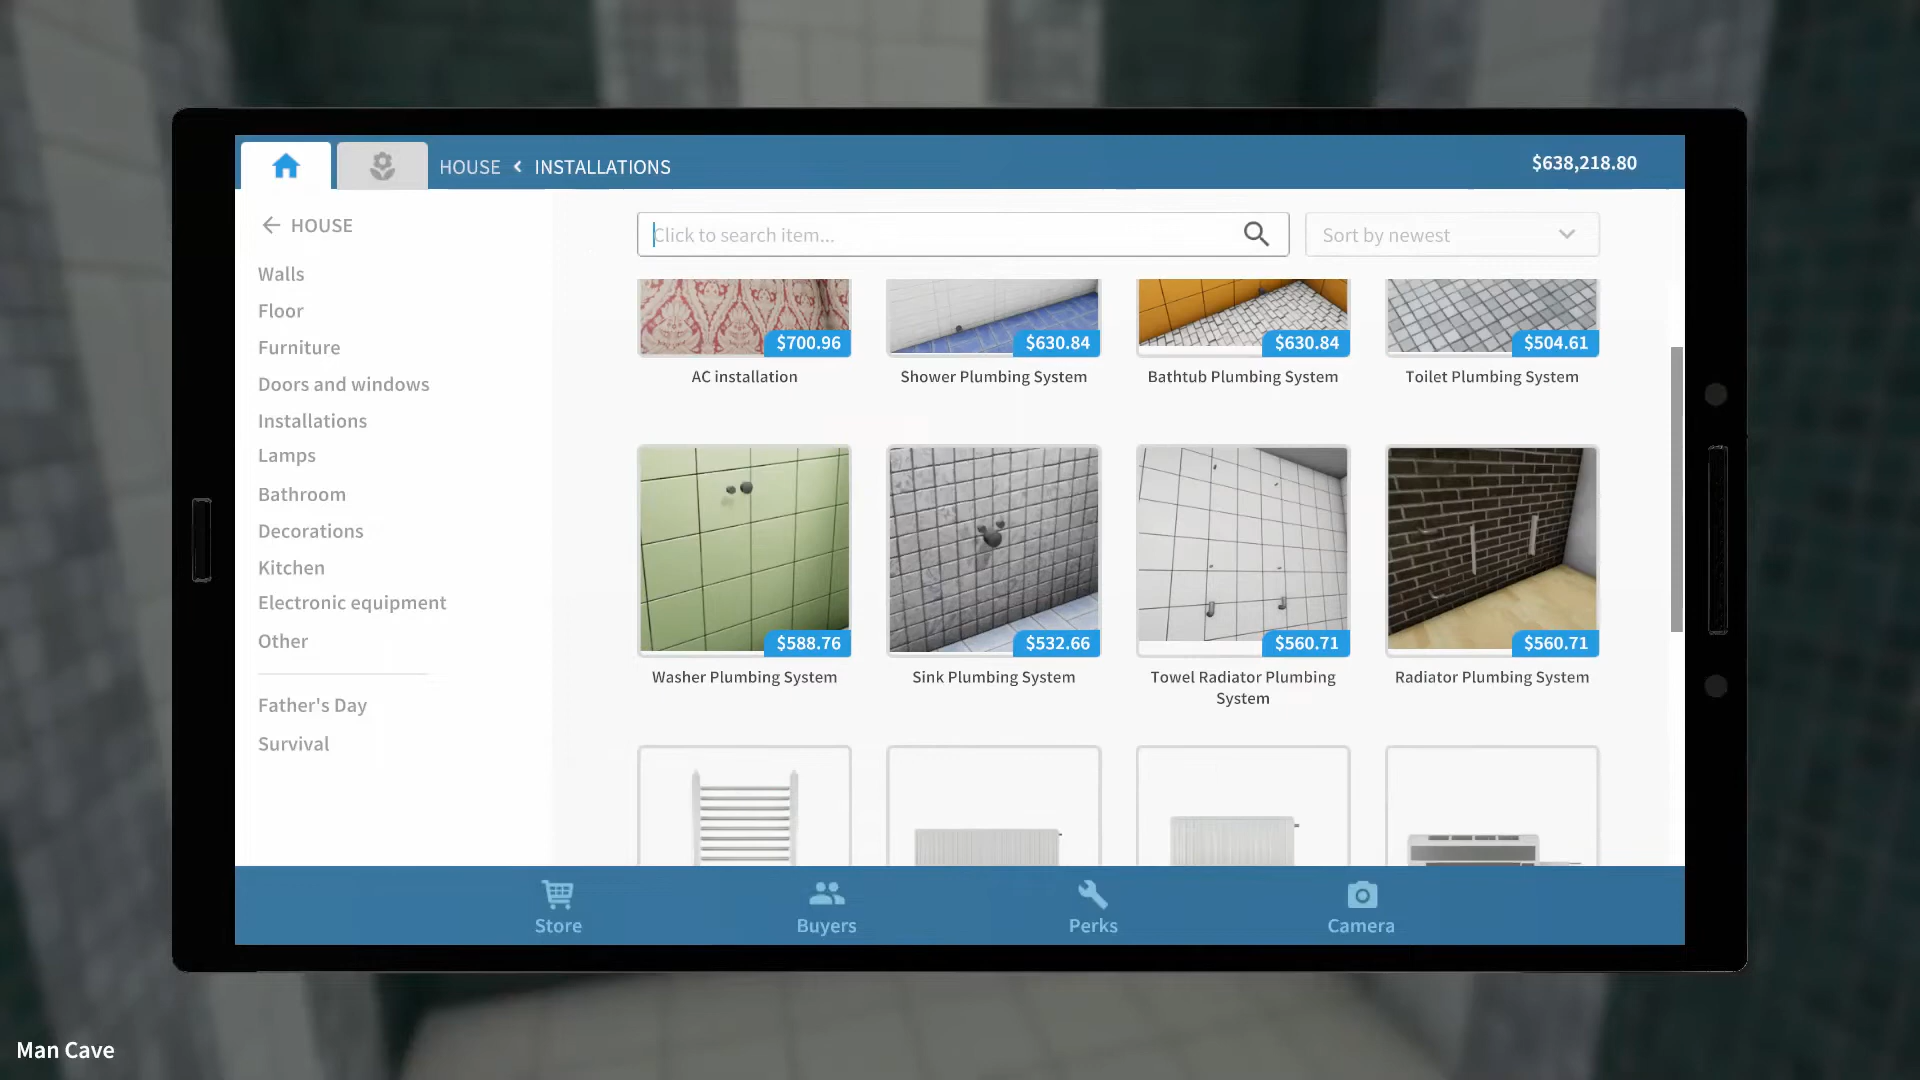 HOUSE < INSTALLATIONS
$638,218.80
HOUSE
Click to search item...
Sort by newest
Walls
Floor
Furniture
Doors and windows
Installations
Lamps
Bathroom
Decorations
Kitchen
Electronic equipment
Other
Father's Day
Survival
$700.96
$630.84
$630.84
$504.61
AC installation
Shower Plumbing System
Bathtub Plumbing System
Toilet Plumbing System
$588.76
$532.66
$560.71
$560.71
Washer Plumbing System
Sink Plumbing System
Towel Radiator Plumbing
System
Radiator Plumbing System
Store
Buyers
Perks
Camera
Man Cave